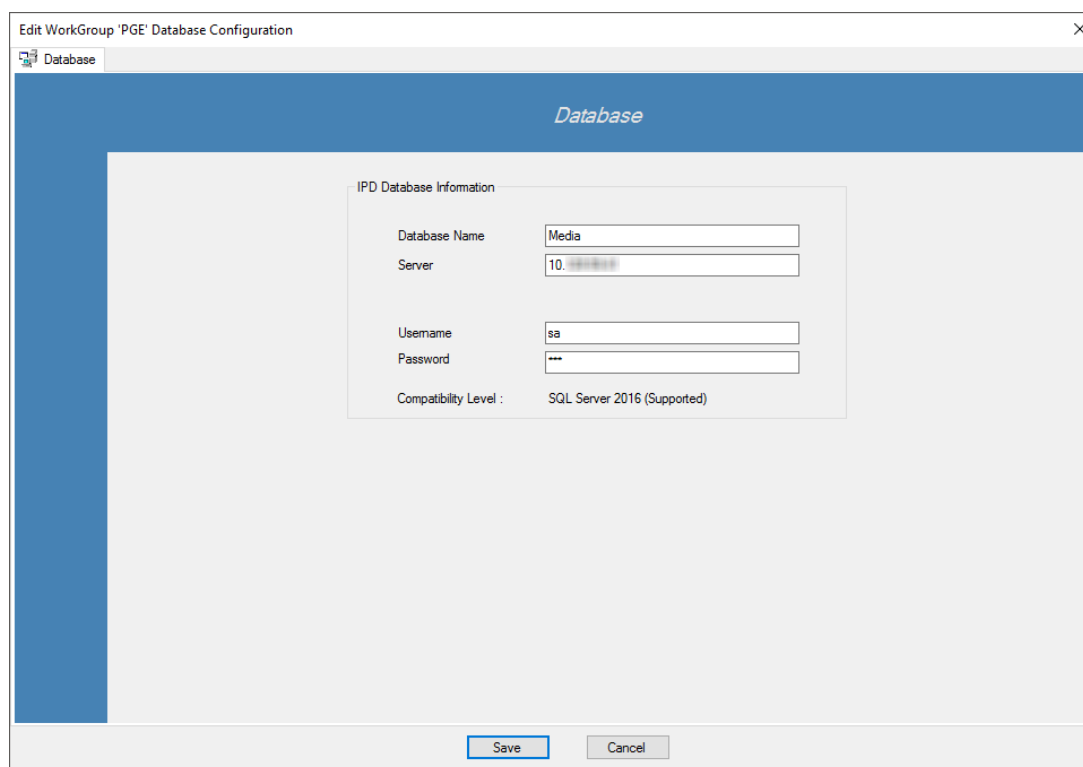 Edit WorkGroup 'PGE' Database Configuration
Database
Database
IPD Database Information
Database Name Media
Server 10.
Username sa
Password ***
Compatibility Level : SQL Server 2016 (Supported)
Save Cancel